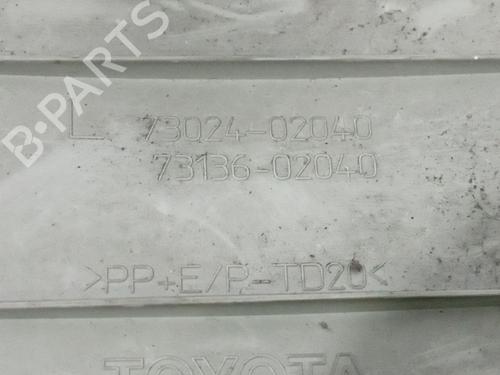 B-PARTS
L 73024-02040
73136-02040
>PP+E/P-TD20<
TOYOTA